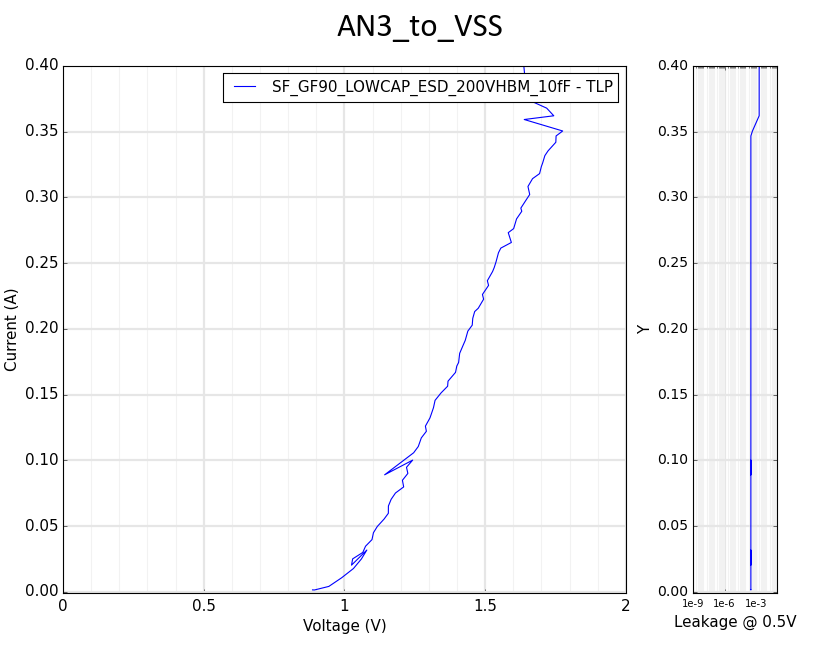 AN3_to_VSS
SF_GF90_LOWCAP_ESD_200VHBM_10fF - TLP
0.40
0.35
0.30
0.25
0.20
0.15
0.10
0.05
0.00
Current (A)
0
0.5
1
1.5
2
Voltage (V)
0.40
0.35
0.30
0.25
0.20
0.15
0.10
0.05
0.00
Y
1e-9
1e-6
1e-3
Leakage @ 0.5V